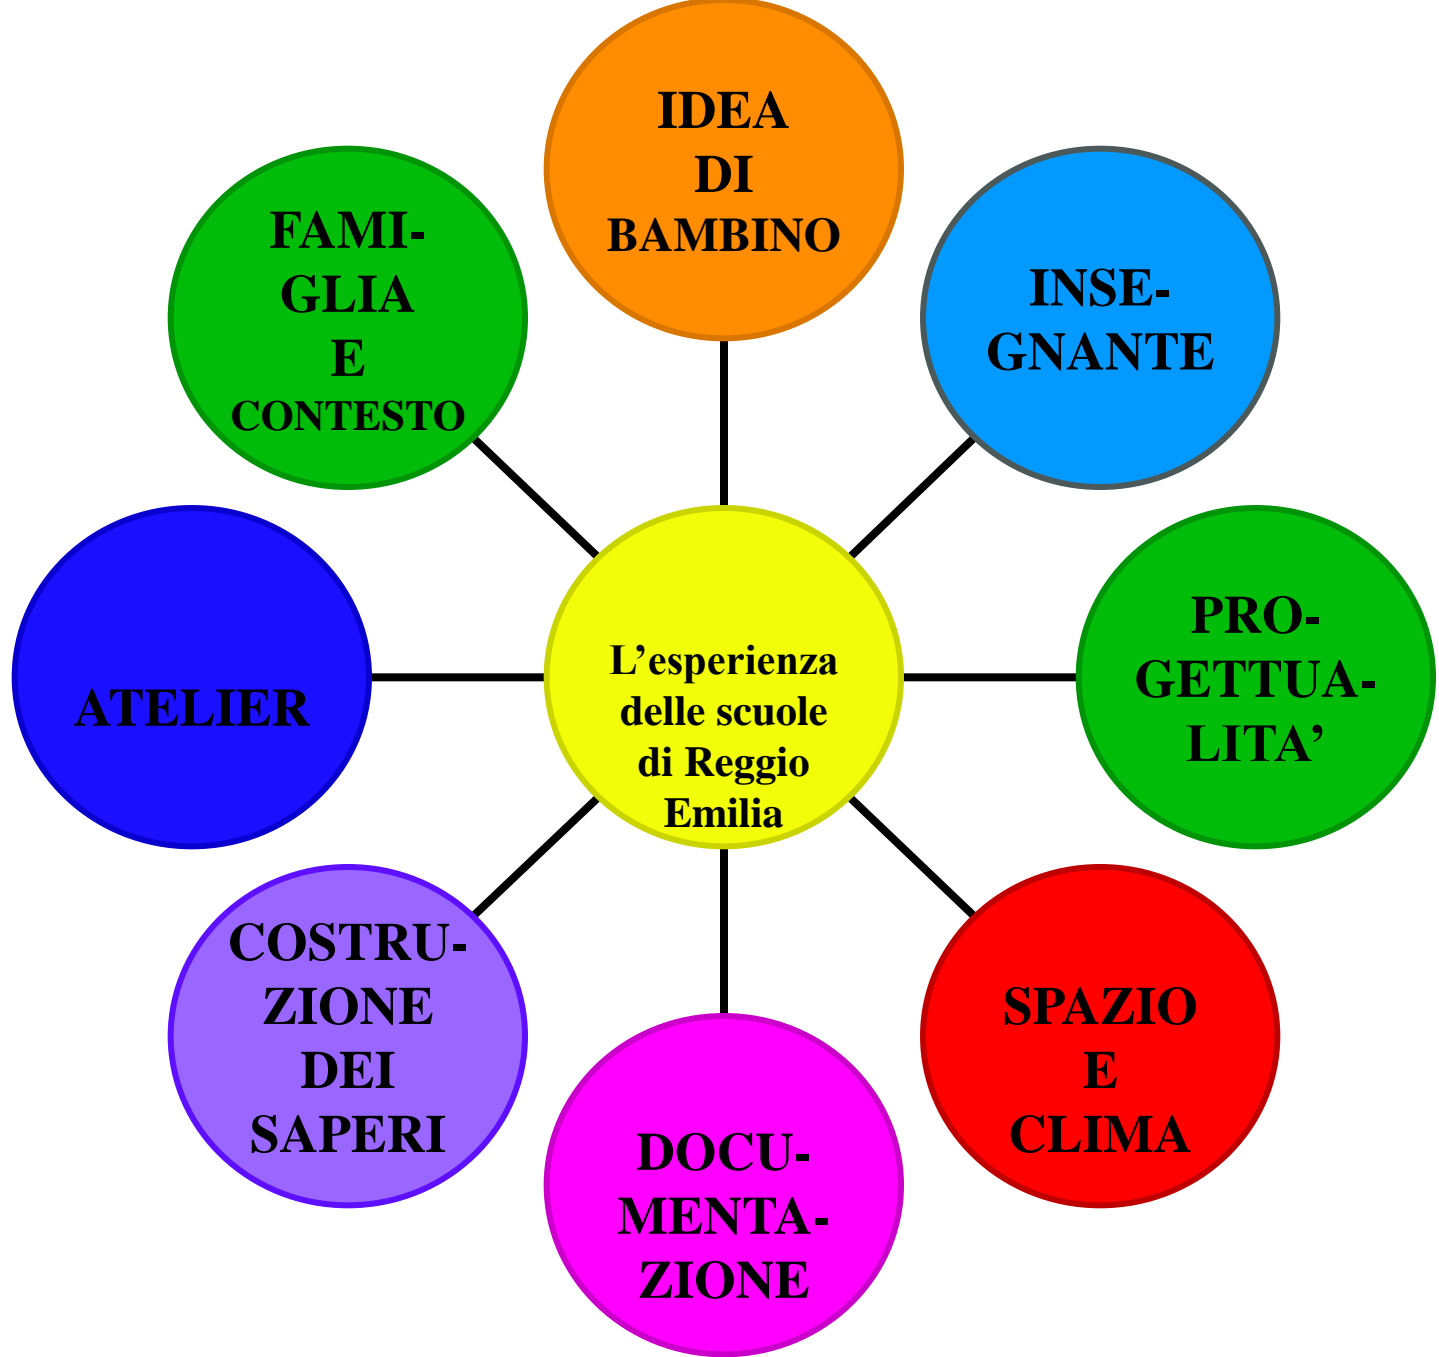 IDEA
DI
BAMBINO
INSE-
GNANTE
PRO-
GETTUA-
LITA’
SPAZIO
E
CLIMA
DOCU-
MENTA-
ZIONE
COSTRU-
ZIONE
DEI
SAPERI
ATELIER
FAMI-
GLIA
E
CONTESTO
L’esperienza
delle scuole
di Reggio
Emilia